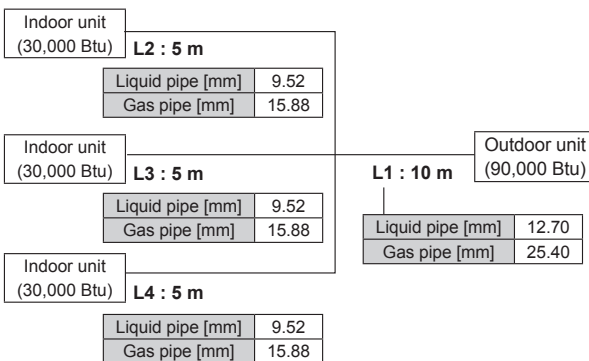 Indoor unit
(30,000 Btu)
L2 : 5 m
Liquid pipe [mm] 9.52
Gas pipe [mm] 15.88
Indoor unit
(30,000 Btu)
L3 : 5 m
Liquid pipe [mm] 9.52
Gas pipe [mm] 15.88
Outdoor unit
(90,000 Btu)
L1 : 10 m
Liquid pipe [mm] 12.70
Gas pipe [mm] 25.40
Indoor unit
(30,000 Btu)
L4 : 5 m
Liquid pipe [mm] 9.52
Gas pipe [mm] 15.88